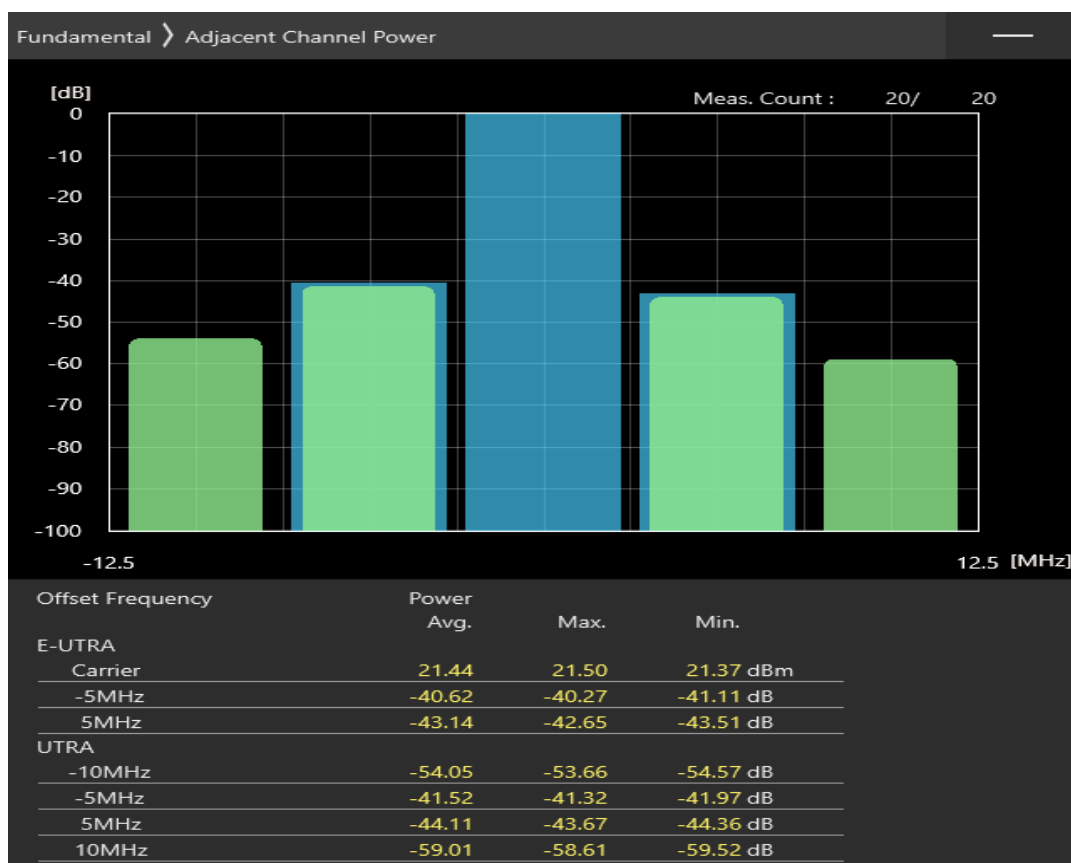 Fundamental 〉 Adjacent Channel Power
[dB]
Meas. Count : 20/ 20
0
-10
-20
-30
-40
-50
-60
-70
-80
-90
-100
-12.5 12.5 [MHz]
Offset Frequency Power
Avg. Max. Min.
E-UTRA
Carrier 21.44 21.50 21.37 dBm
-5MHz -40.62 -40.27 -41.11 dB
5MHz -43.14 -42.65 -43.51 dB
UTRA
-10MHz -54.05 -53.66 -54.57 dB
-5MHz -41.52 -41.32 -41.97 dB
5MHz -44.11 -43.67 -44.36 dB
10MHz -59.01 -58.61 -59.52 dB